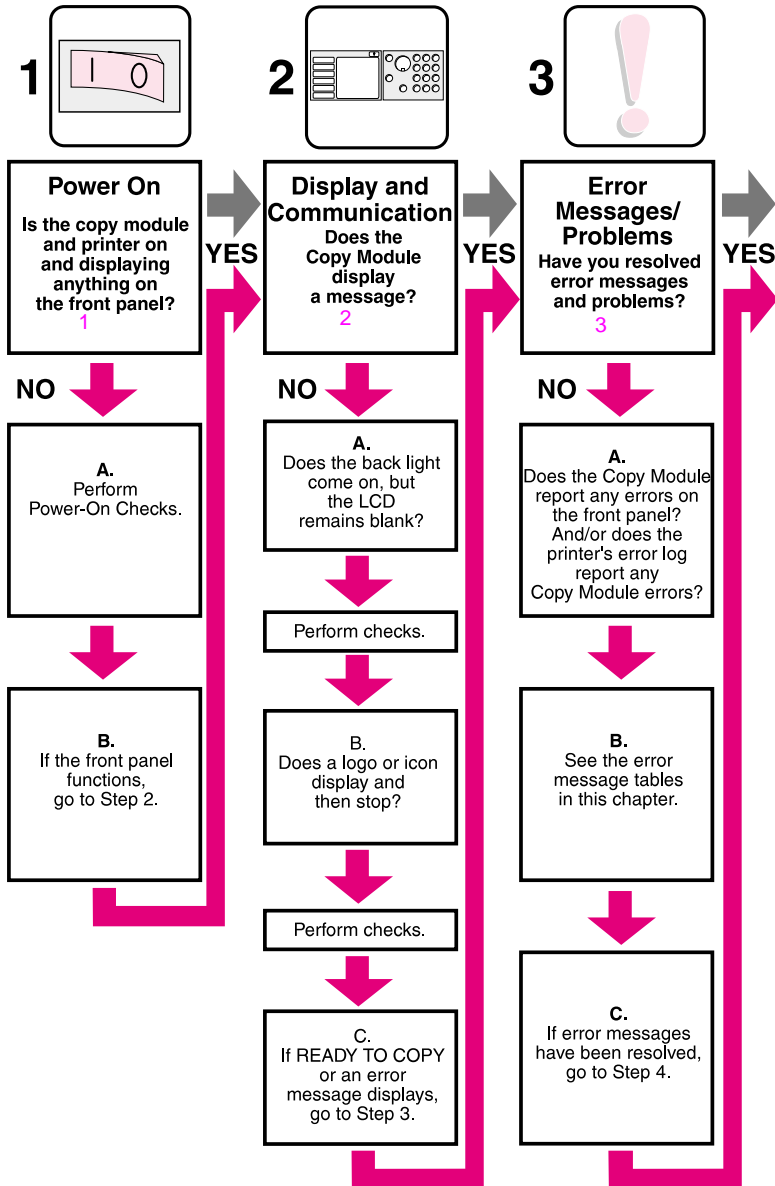 1
I O
2
3
Power On
Is the copy module
and printer on
and displaying
anything on
the front panel?
1
YES
NO
A.
Perform
Power-On Checks.
B.
If the front panel
functions,
go to Step 2.
Display and
Communication
Does the
Copy Module
display
a message?
2
YES
NO
A.
Does the back light
come on, but
the LCD
remains blank?
Perform checks.
B.
Does a logo or icon
display and
then stop?
Perform checks.
C.
If READY TO COPY
or an error
message displays,
go to Step 3.
Error
Messages/
Problems
Have you resolved
error messages
and problems?
3
YES
NO
A.
Does the Copy Module
report any errors on
the front panel?
And/or does the
printer's error log
report any
Copy Module errors?
B.
See the error
message tables
in this chapter.
C.
If error messages
have been resolved,
go to Step 4.